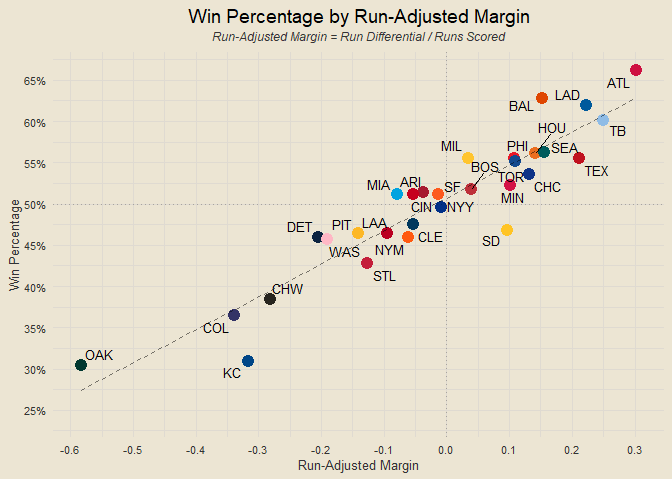 Win Percentage by Run-Adjusted Margin
Run-Adjusted Margin = Run Differential / Runs Scored
Win Percentage
65%
60%
55%
50%
45%
40%
35%
30%
25%
ATL
LAD
BAL
TB
HOU
MIL
PHI
SEA
BOS
TEX
TOR
CHC
MIA
ARI
SF
MIN
CIN
NYY
DET
PIT
LAA
CLE
SD
WAS
NYM
STL
CHW
COL
OAK
KC
-0.6
-0.5
-0.4
-0.3
-0.2
-0.1
0.0
0.1
0.2
0.3
Run-Adjusted Margin